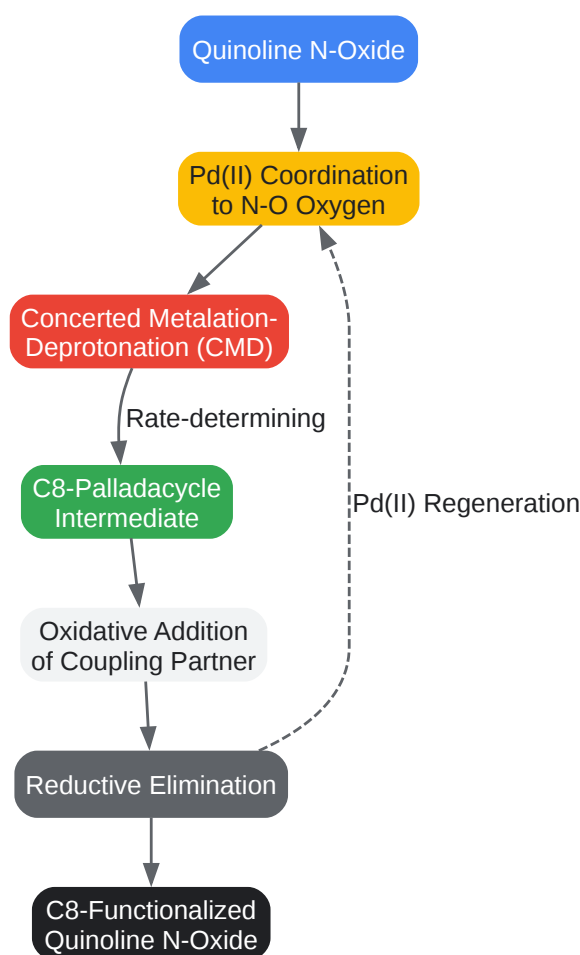 Quinoline N-Oxide
Pd(II) Coordination
to N-O Oxygen
Concerted Metalation-
Deprotonation (CMD)
Rate-determining
C8-Palladacycle
Intermediate
Pd(II) Regeneration
Oxidative Addition
of Coupling Partner
Reductive Elimination
C8-Functionalized
Quinoline N-Oxide